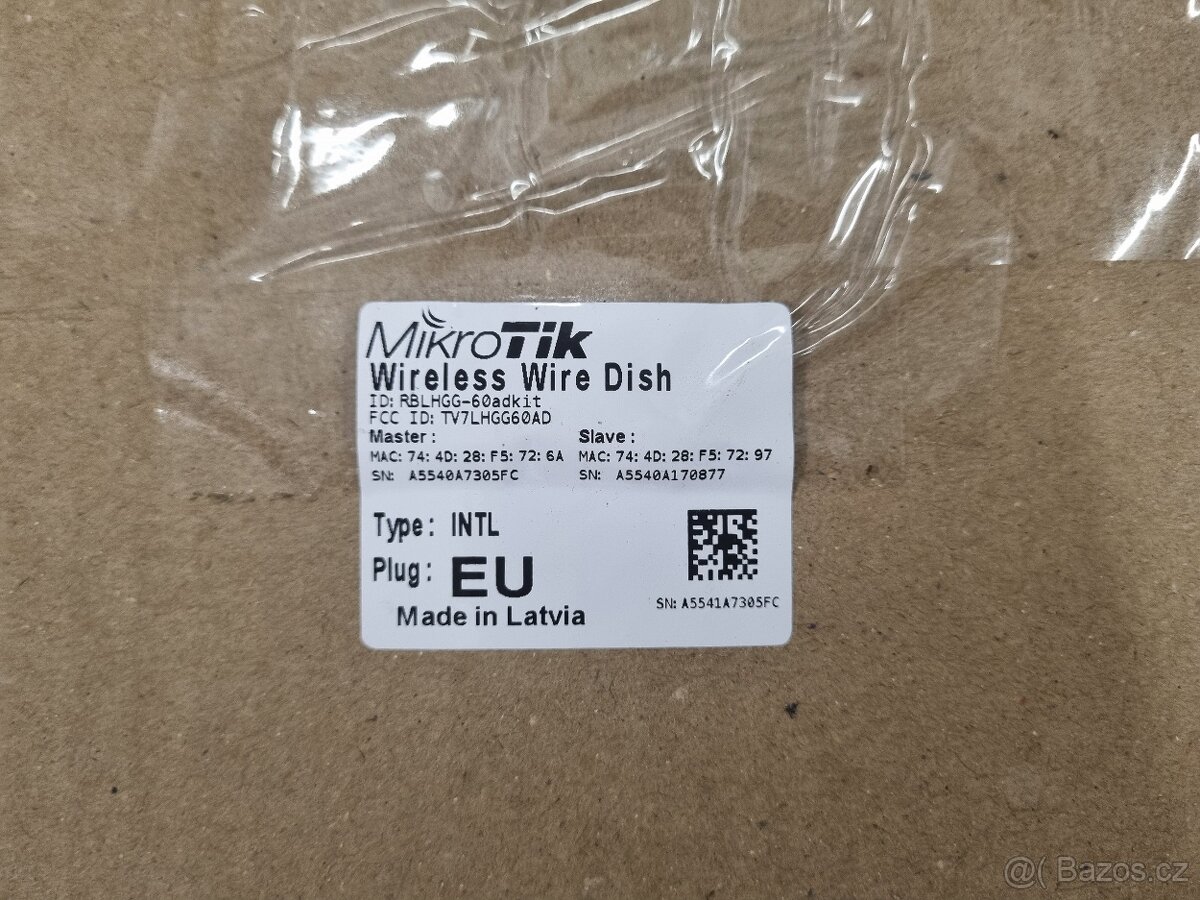 MikroTik
Wireless Wire Dish
ID: RBLHGG-60adkit
FCC ID: TV7LHGG60AD
Master: Slave:
MAC: 74: 4D: 28: F5: 72: 6A MAC: 74: 4D: 28: F5: 72: 97
SN: A5540A7305FC SN: A5540A170877
Type: INTL
Plug: EU
SN: A5541A7305FC
Made in Latvia
@( Bazos.cz